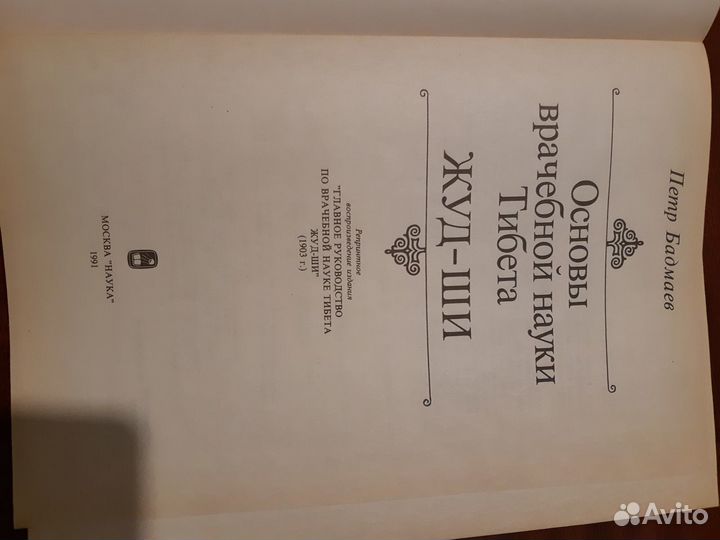 Петр Бадмаев
Основы
врачебной науки
Тибета
ЖУД-ШИ
Репринтное
воспроизведение издания
"ГЛАВНОЕ РУКОВОДСТВО
ПО ВРАЧЕБНОЙ НАУКЕ ТИБЕТА
ЖУД-ШИ"
(1903 г.)
МОСКВА "НАУКА"
1991
Avito